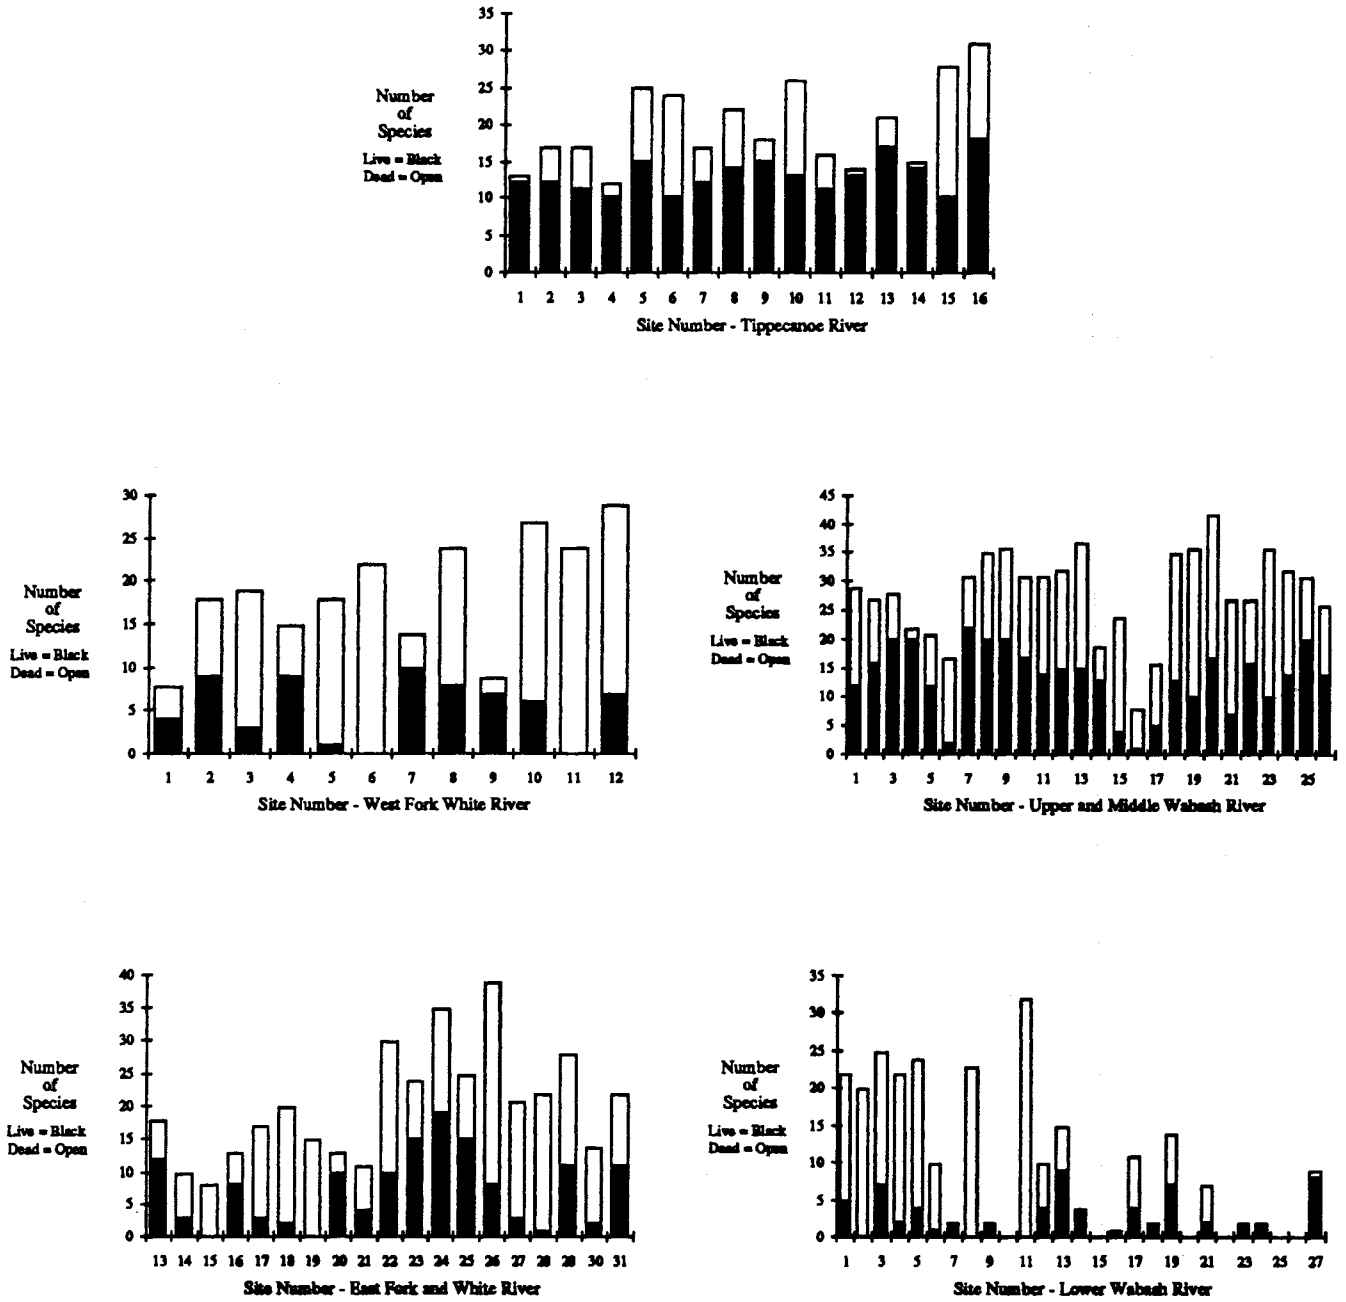 35
30
25
20
15
10
5
0
Number
of
Species
Live = Black
Dead = Open
1 2 3 4 5 6 7 8 9 10 11 12 13 14 15 16
Site Number - Tippecanoe River
30
25
20
15
10
5
0
Number
of
Species
Live = Black
Dead = Open
1 2 3 4 5 6 7 8 9 10 11 12
Site Number - West Fork White River
45
40
35
30
25
20
15
10
5
0
Number
of
Species
Live = Black
Dead = Open
1 3 5 7 9 11 13 15 17 19 21 23 25
Site Number - Upper and Middle Wabash River
40
35
30
25
20
15
10
5
0
Number
of
Species
Live = Black
Dead = Open
13 14 15 16 17 18 19 20 21 22 23 24 25 26 27 28 28 30 31
Site Number - East Fork and White River
35
30
25
20
15
10
5
0
Number
of
Species
Live = Black
Dead = Open
1 3 5 7 9 11 13 15 17 19 21 23 25 27
Site Number - Lower Wabash River